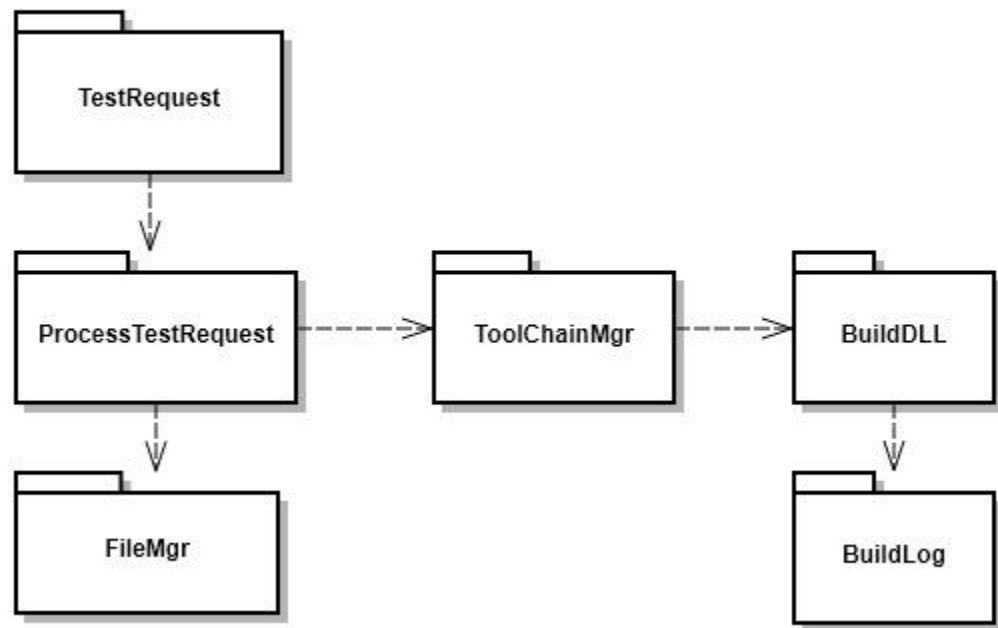 TestRequest
ProcessTestRequest
ToolChainMgr
BuildDLL
FileMgr
BuildLog